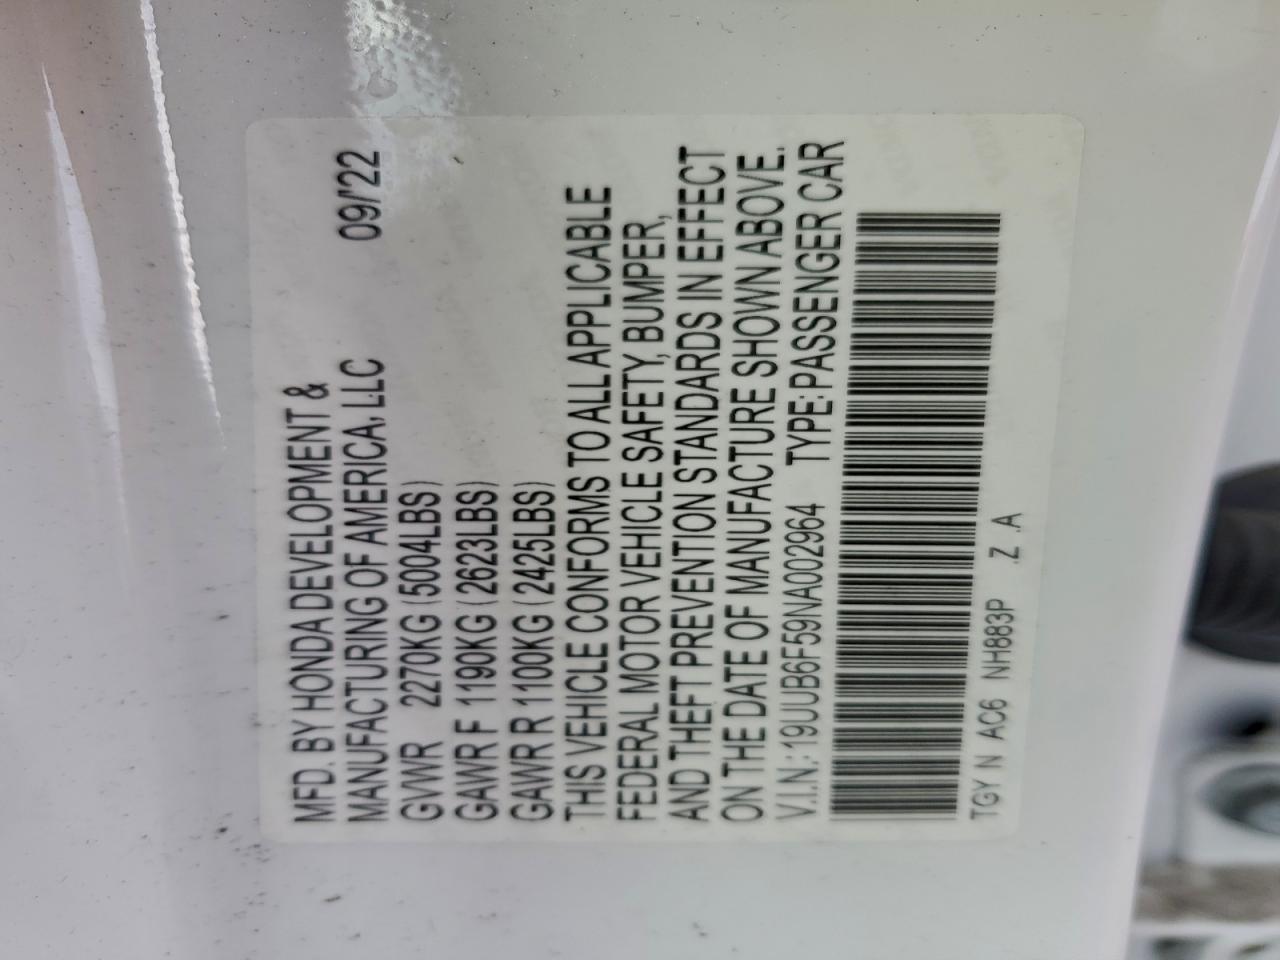 MFD. BY HONDA DEVELOPMENT &
MANUFACTURING OF AMERICA, LLC 09/22
GVWR 2270KG (5004LBS)
GAWR F 1190KG (2623LBS)
GAWR R 1100KG (2425LBS)
THIS VEHICLE CONFORMS TO ALL APPLICABLE
FEDERAL MOTOR VEHICLE SAFETY, BUMPER,
AND THEFT PREVENTION STANDARDS IN EFFECT
ON THE DATE OF MANUFACTURE SHOWN ABOVE.
V.I.N.: 19UUB6F59NA002964 TYPE: PASSENGER CAR
TGY N AC6 NH883P .Z .A